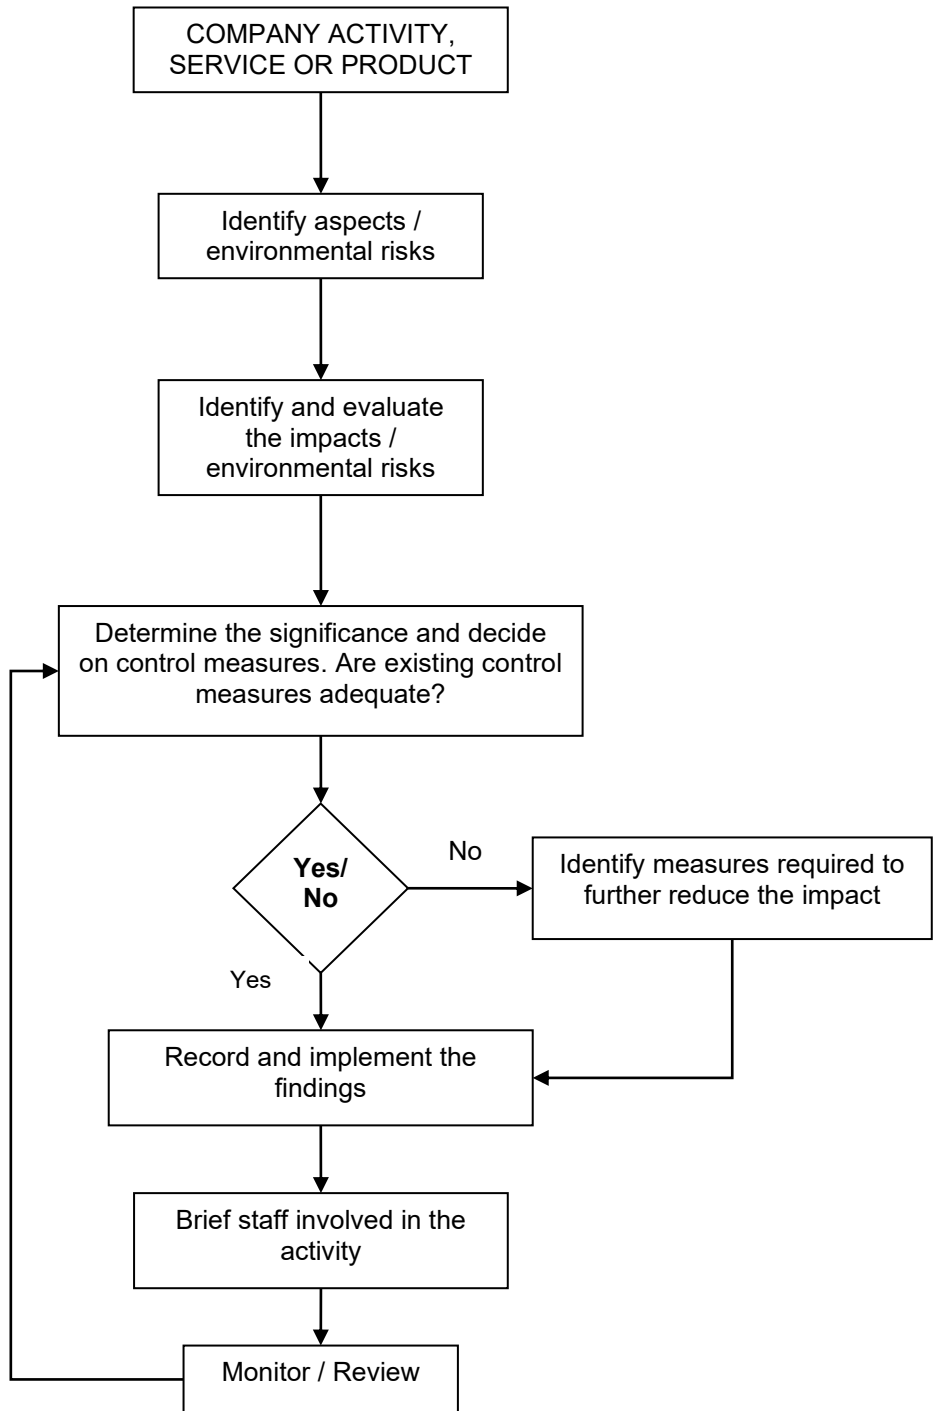 COMPANY ACTIVITY,
SERVICE OR PRODUCT
Identify aspects /
environmental risks
Identify and evaluate
the impacts /
environmental risks
Determine the significance and decide
on control measures. Are existing control
measures adequate?
Yes/
No
No
Identify measures required to
further reduce the impact
Yes
Record and implement the
findings
Brief staff involved in the
activity
Monitor / Review